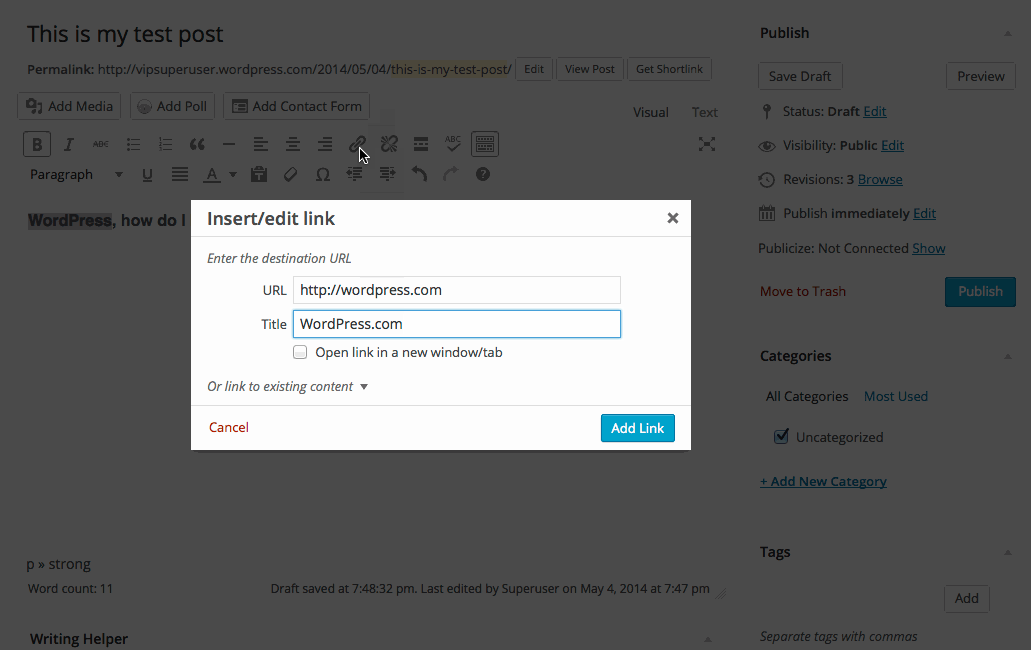 This is my test post
Permalink: http://vipsuperuser.wordpress.com/2014/05/04/this-is-my-test-post/ Edit View Post Get Shortlink
Add Media Add Poll Add Contact Form
Visual Text
B I ABC ABC
Paragraph U A Ω ?
WordPress, how do I
Insert/edit link
Enter the destination URL
URL http://wordpress.com
Title WordPress.com
Open link in a new window/tab
Or link to existing content
Cancel Add Link
p » strong
Word count: 11 Draft saved at 7:48:32 pm. Last edited by Superuser on May 4, 2014 at 7:47 pm
Writing Helper
Publish
Save Draft Preview
Status: Draft Edit
Visibility: Public Edit
Revisions: 3 Browse
Publish immediately Edit
Publicize: Not Connected Show
Move to Trash Publish
Categories
All Categories Most Used
Uncategorized
+ Add New Category
Tags
Add
Separate tags with commas